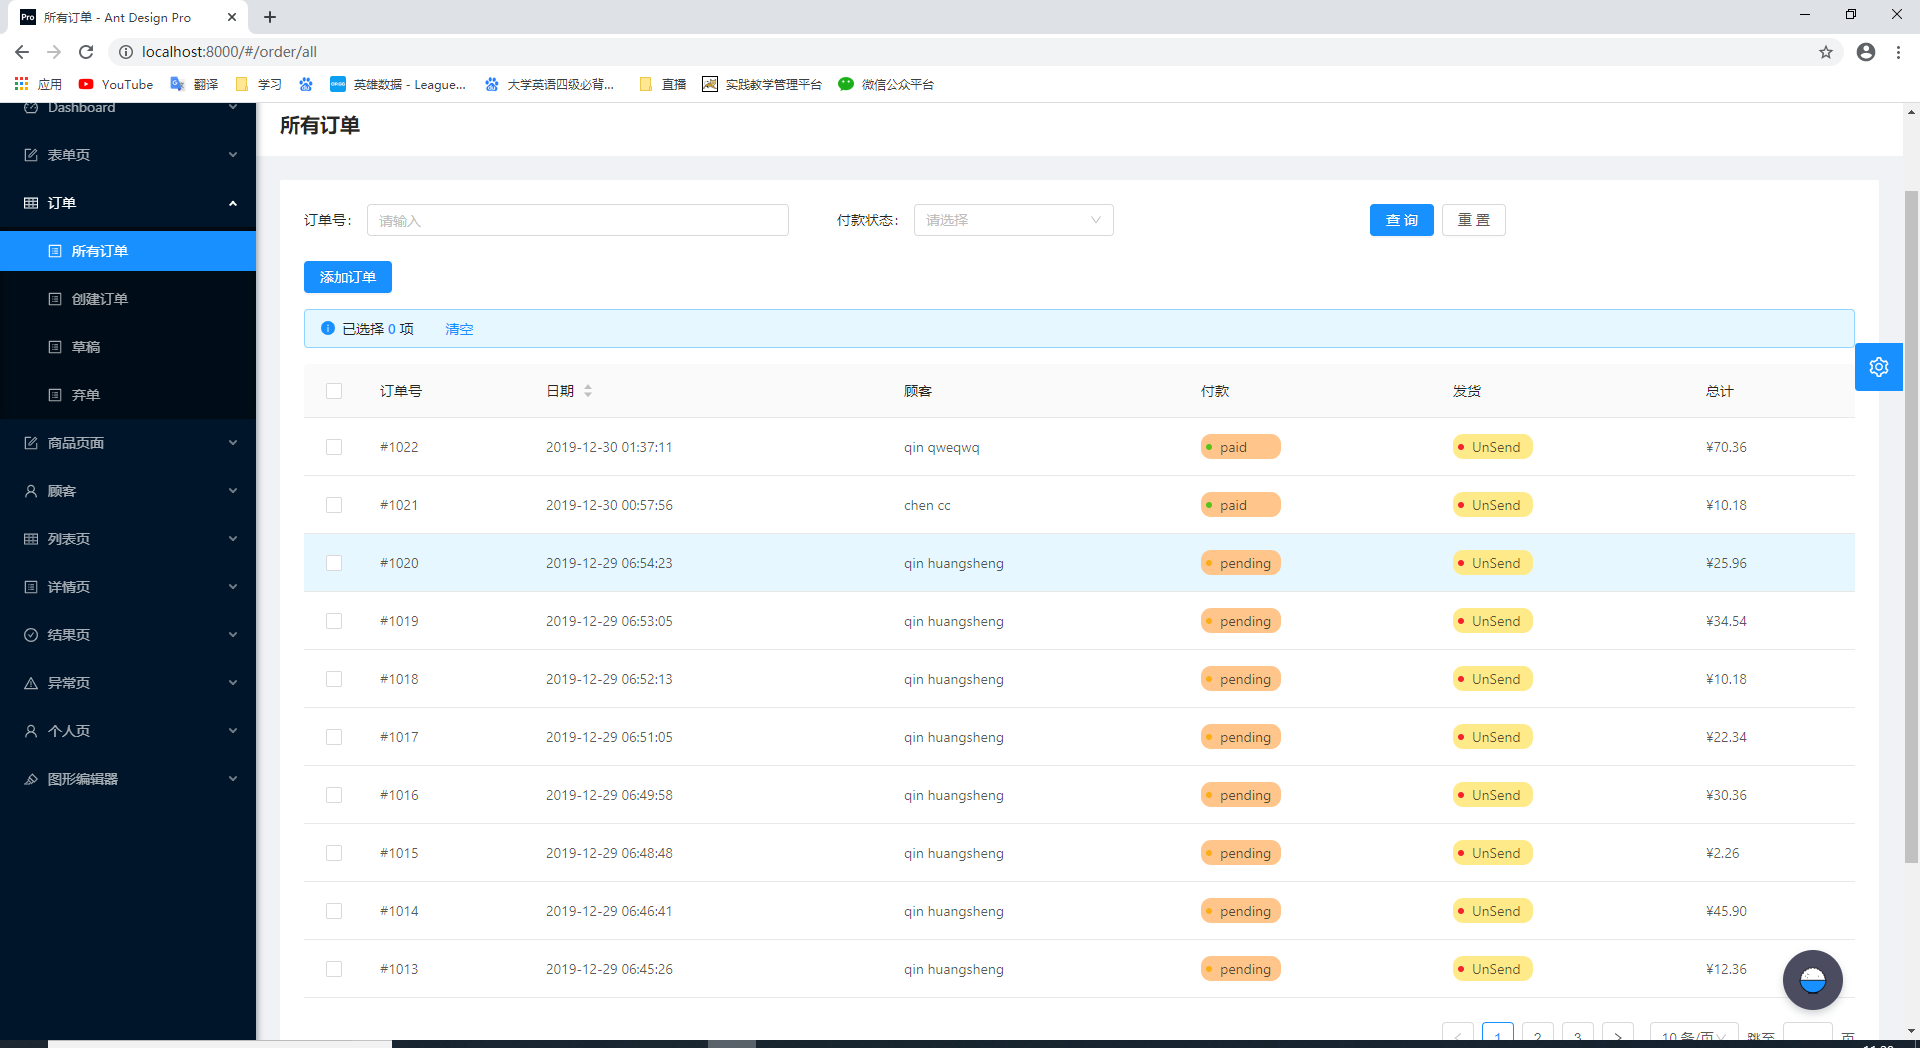 Pro 所有订单 - Ant Design Pro
localhost:8000/#/order/all
应用 YouTube 翻译 学习 英雄数据 - League... 大学英语四级必背... 直播 实践教学管理平台 微信公众平台
Dashboard
表单页
订单
所有订单
创建订单
草稿
弃单
商品页面
顾客
列表页
详情页
结果页
异常页
个人页
图形编辑器
所有订单
订单号: 请输入 付款状态: 请选择 查 询 重 置
添加订单
已选择 0 项 清空
订单号 日期 顾客 付款 发货 总计
#1022 2019-12-30 01:37:11 qin qweqwq paid UnSend ¥70.36
#1021 2019-12-30 00:57:56 chen cc paid UnSend ¥10.18
#1020 2019-12-29 06:54:23 qin huangsheng pending UnSend ¥25.96
#1019 2019-12-29 06:53:05 qin huangsheng pending UnSend ¥34.54
#1018 2019-12-29 06:52:13 qin huangsheng pending UnSend ¥10.18
#1017 2019-12-29 06:51:05 qin huangsheng pending UnSend ¥22.34
#1016 2019-12-29 06:49:58 qin huangsheng pending UnSend ¥30.36
#1015 2019-12-29 06:48:48 qin huangsheng pending UnSend ¥2.26
#1014 2019-12-29 06:46:41 qin huangsheng pending UnSend ¥45.90
#1013 2019-12-29 06:45:26 qin huangsheng pending UnSend ¥12.36
1 2 3 10 条/页 跳至 页